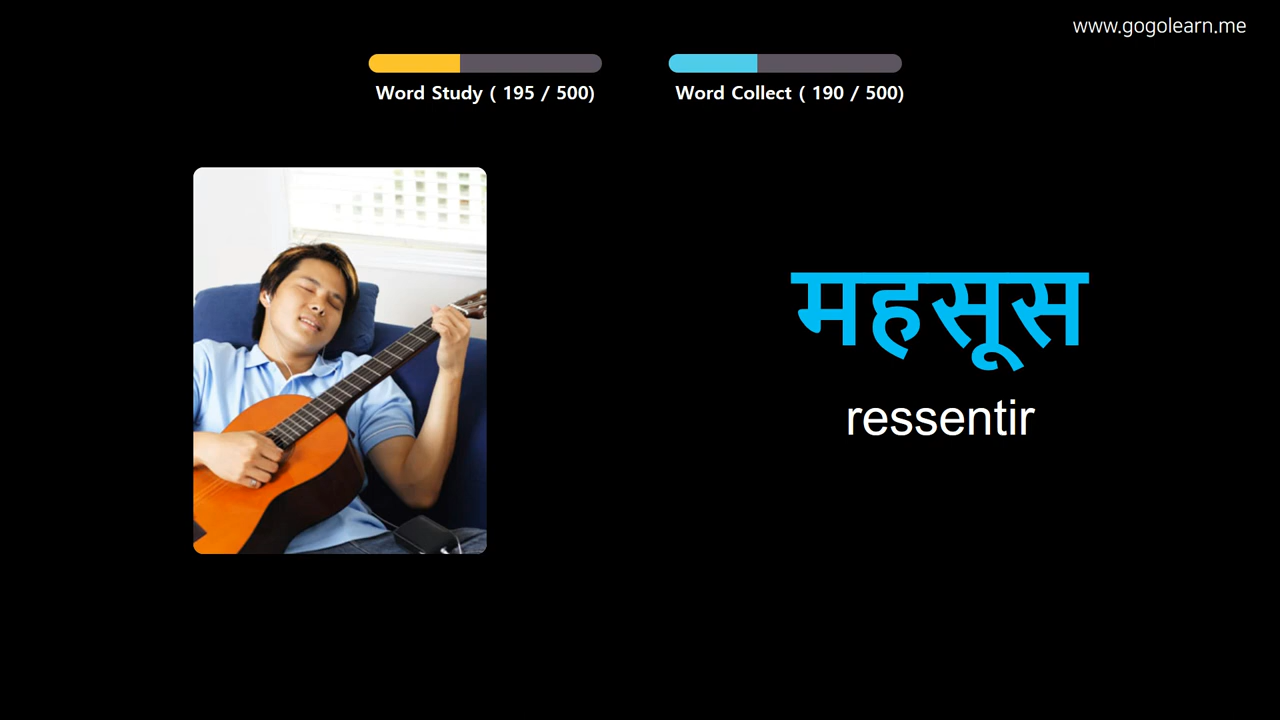 www.gogolearn.me
Word Study ( 195 / 500)
Word Collect ( 190 / 500)
महसूस
ressentir